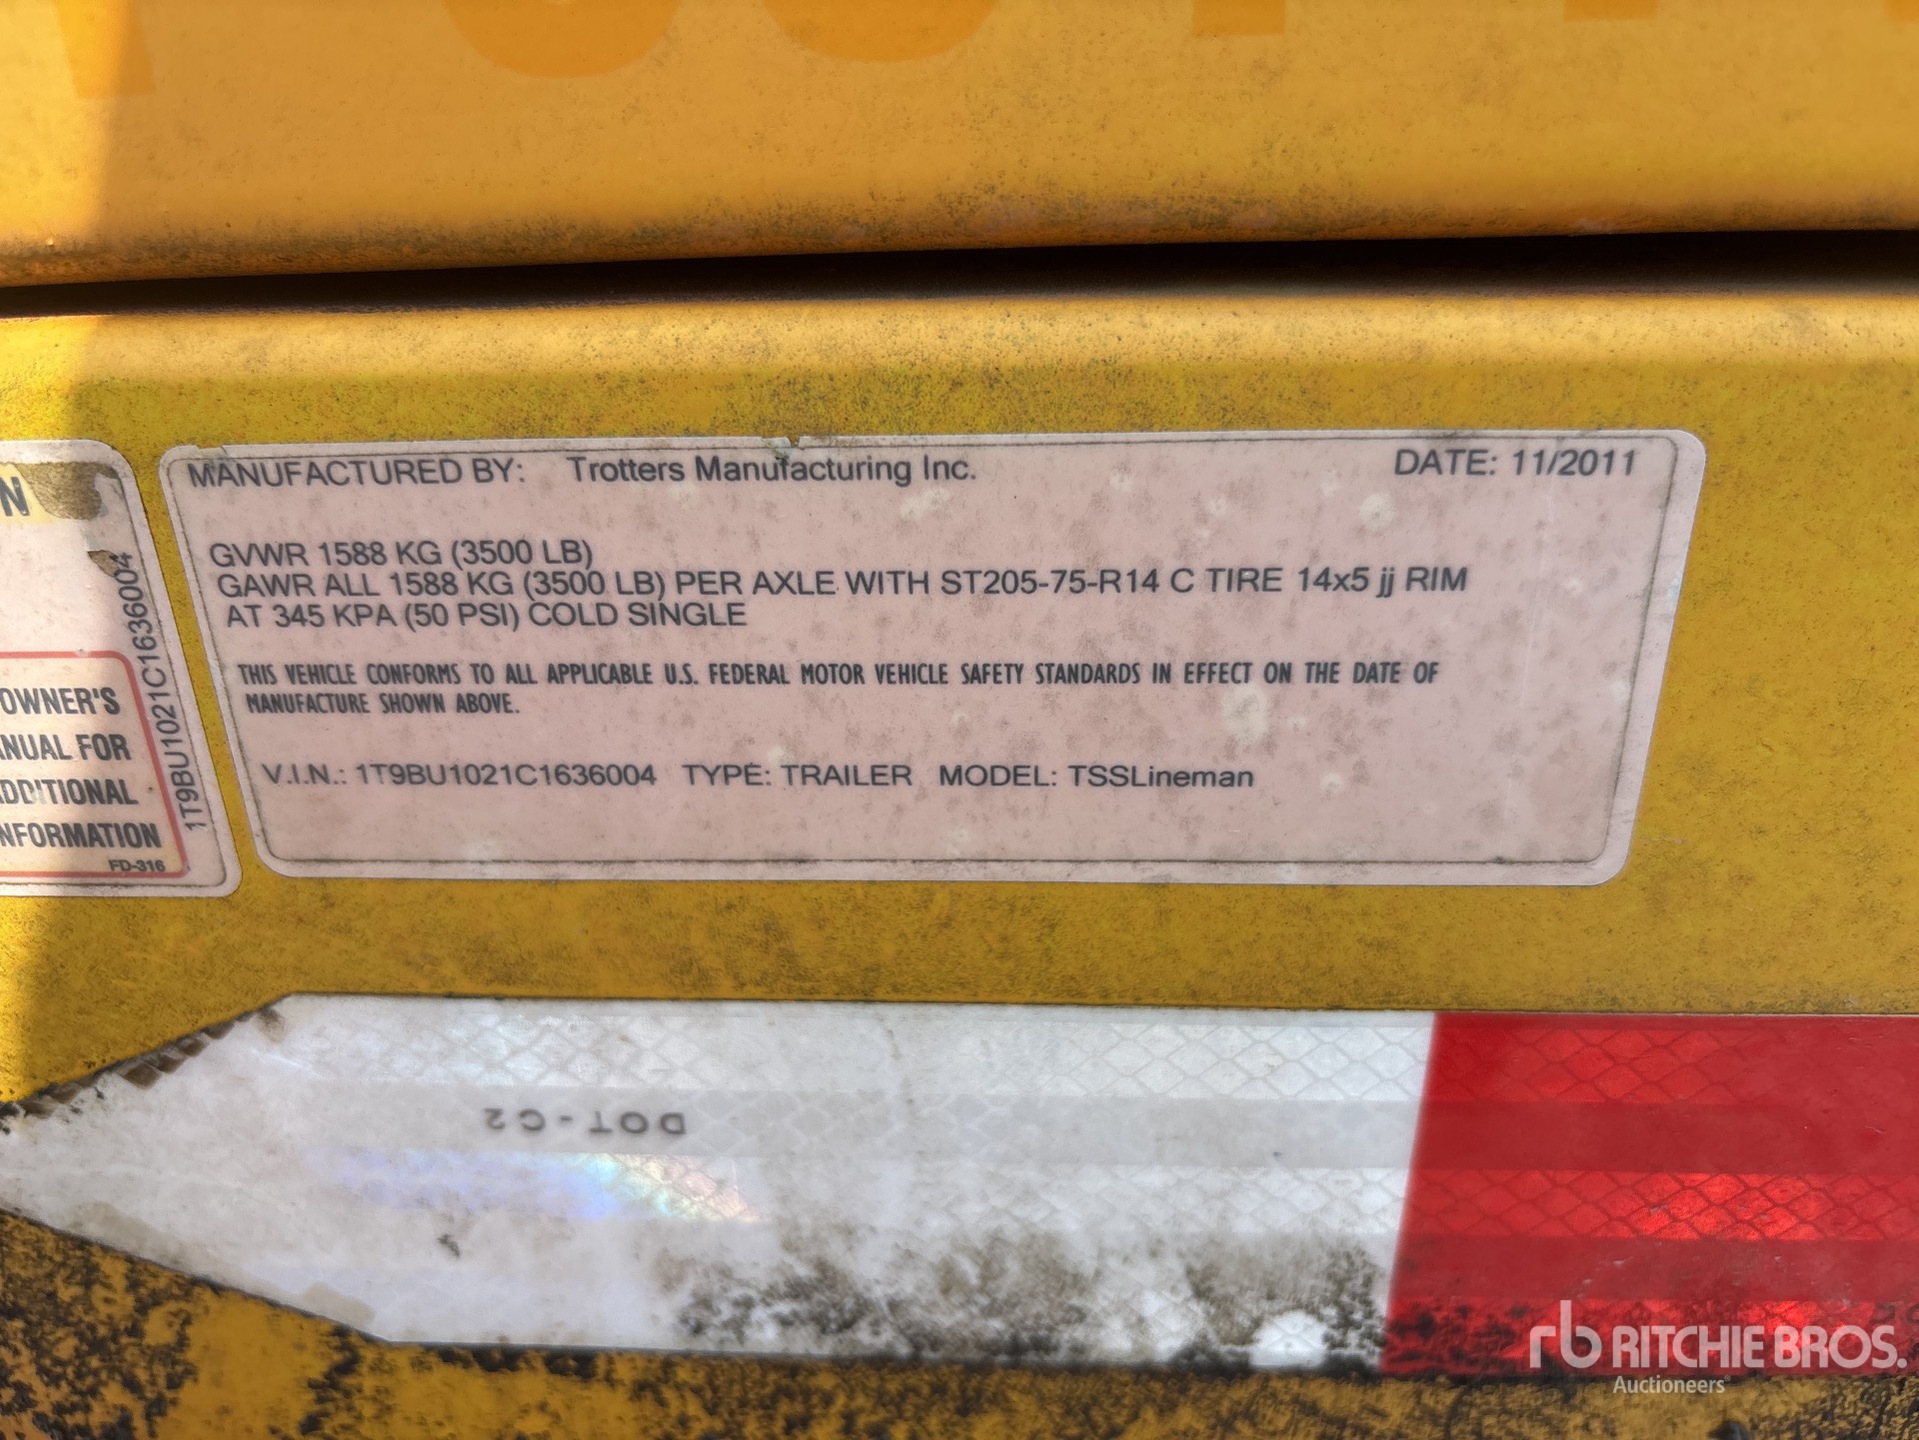 MANUFACTURED BY: Trotters Manufacturing Inc. DATE: 11/2011
GVWR 1588 KG (3500 LB)
GAWR ALL 1588 KG (3500 LB) PER AXLE WITH ST205-75-R14 C TIRE 14x5 jj RIM
AT 345 KPA (50 PSI) COLD SINGLE
THIS VEHICLE CONFORMS TO ALL APPLICABLE U.S. FEDERAL MOTOR VEHICLE SAFETY STANDARDS IN EFFECT ON THE DATE OF
MANUFACTURE SHOWN ABOVE.
V.I.N.: 1T9BU1021C1636004 TYPE: TRAILER MODEL: TSSLineman
N
OWNER'S
ANUAL FOR
ADDITIONAL
INFORMATION
FD-316
1T9BU1021C1636004
DOT-C2
rb RITCHIE BROS.
Auctioneers